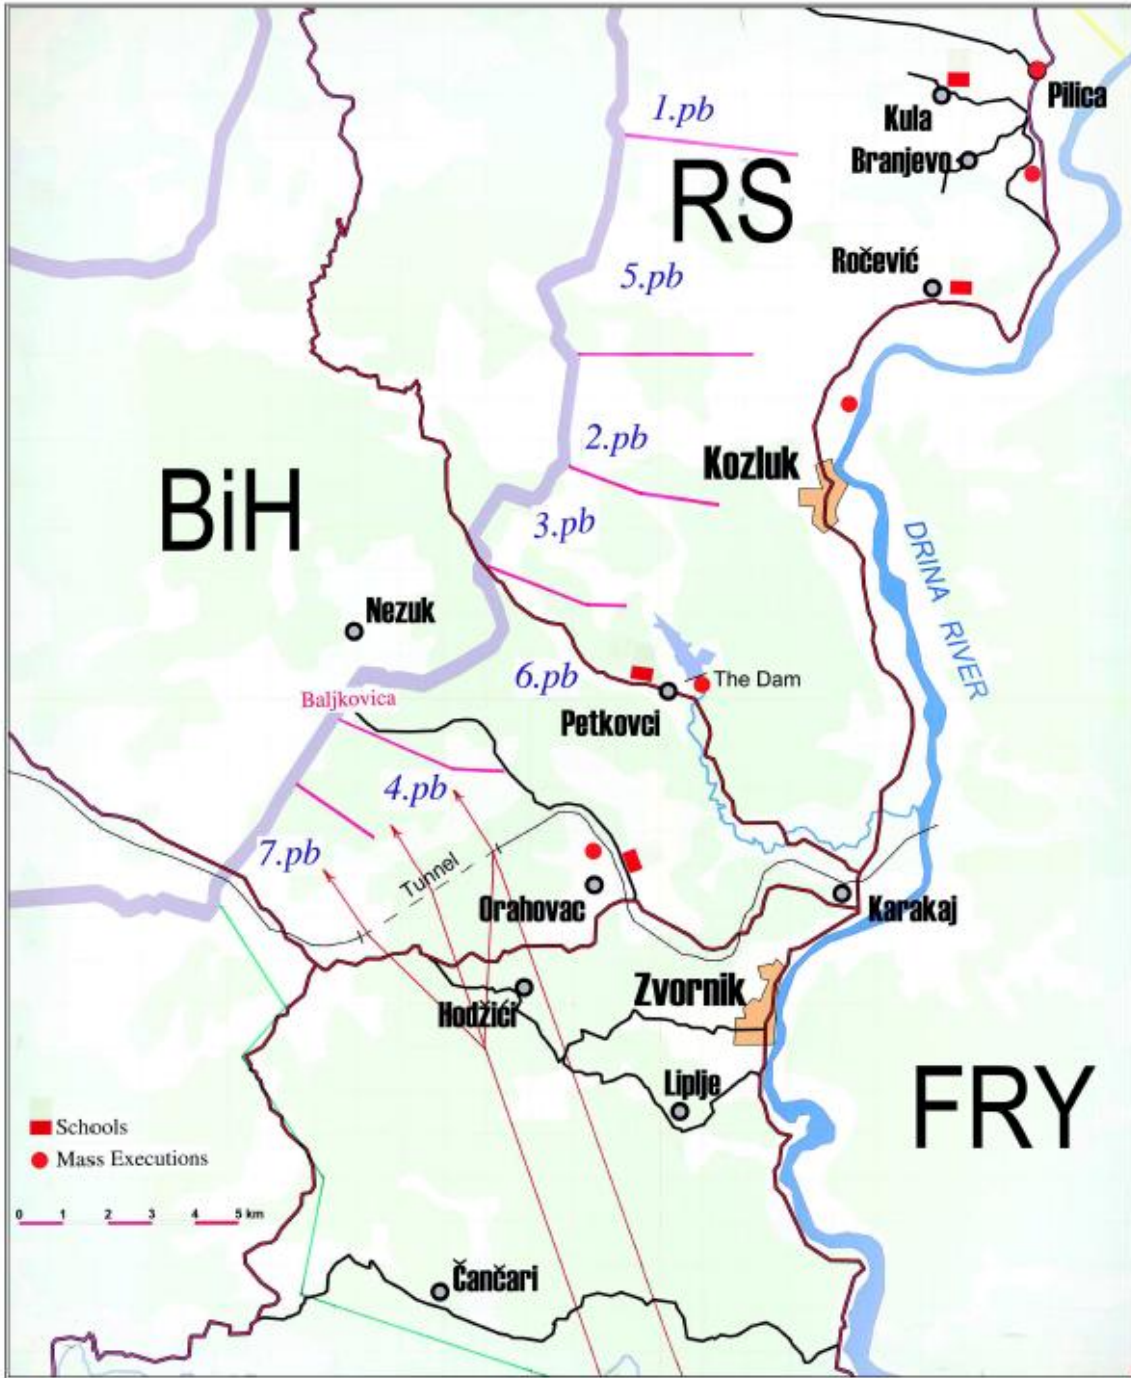 1.pb
Pilica
Kula
Branjevo
RS
Ročević
5.pb
2.pb
Kozluk
BiH
3.pb
DRINA RIVER
Nezuk
6.pb
The Dam
Baljkovica
Petkovci
4.pb
7.pb
Tunnel
Orahovac
Karakaj
Zvornik
Hodžići
Liplje
FRY
Schools
Mass Executions
0 1 2 3 4 5 km
Čančari